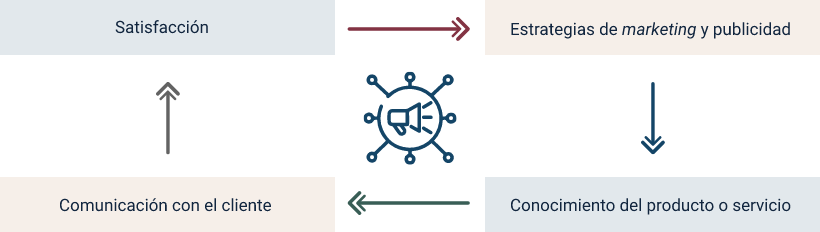 Satisfacción
Estrategias de marketing y publicidad
Comunicación con el cliente
Conocimiento del producto o servicio